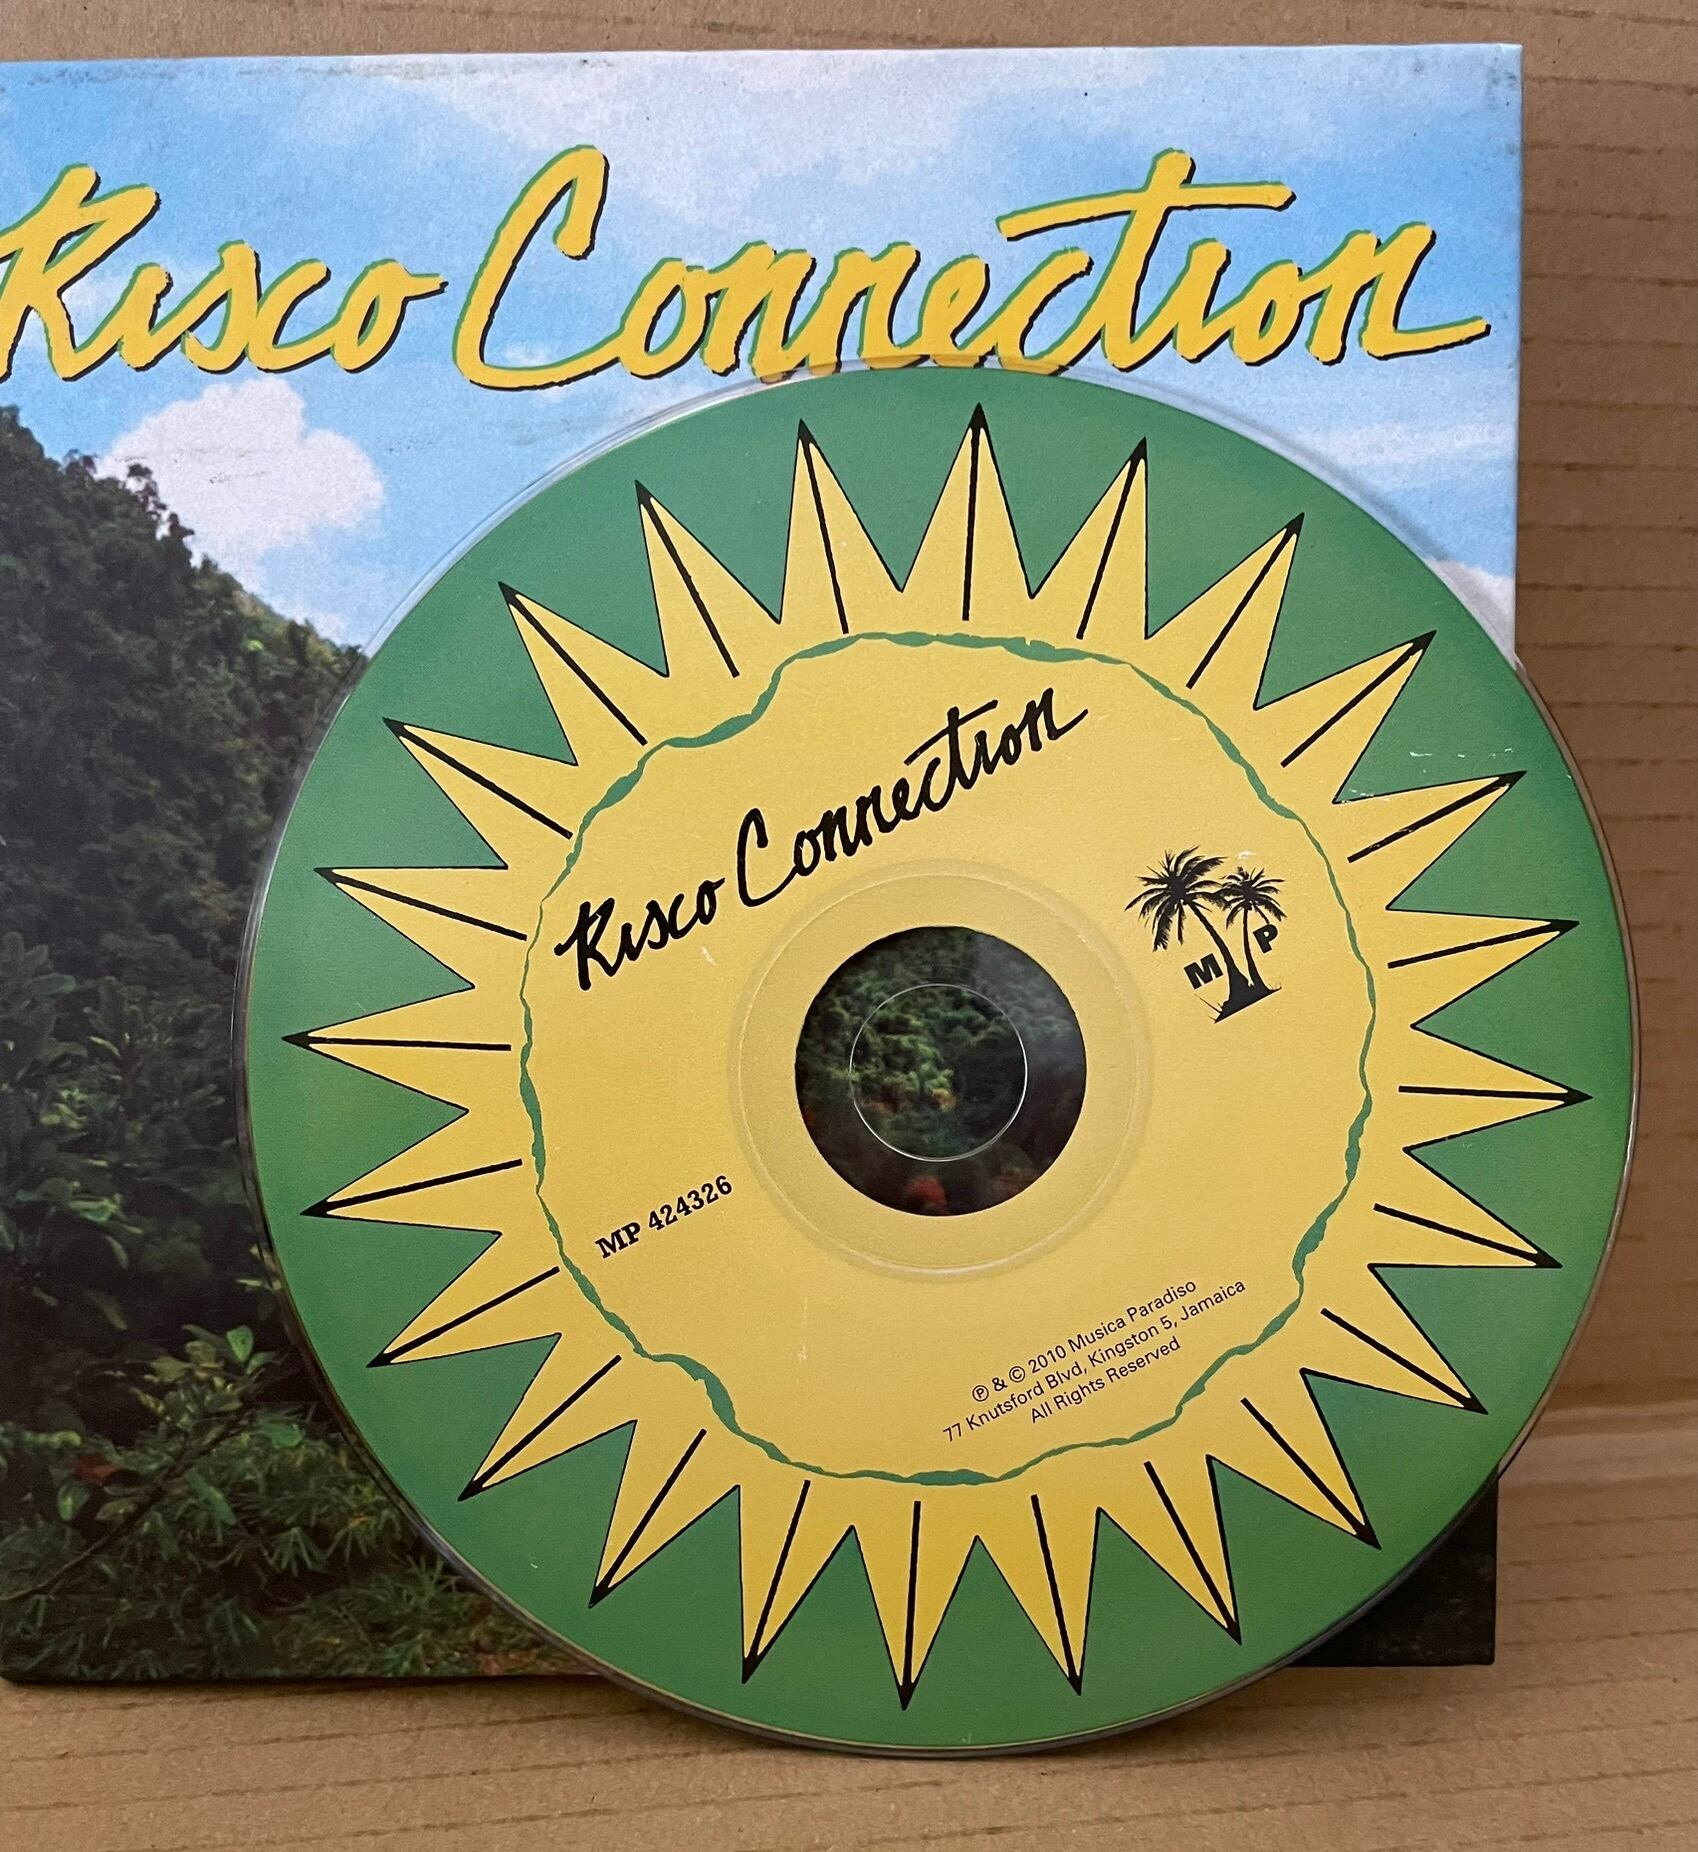 Risco Connection
Risco Connection
M P
MP 424326
℗ & © 2010 Musica Paradiso
77 Knutsford Blvd, Kingston 5, Jamaica
All Rights Reserved